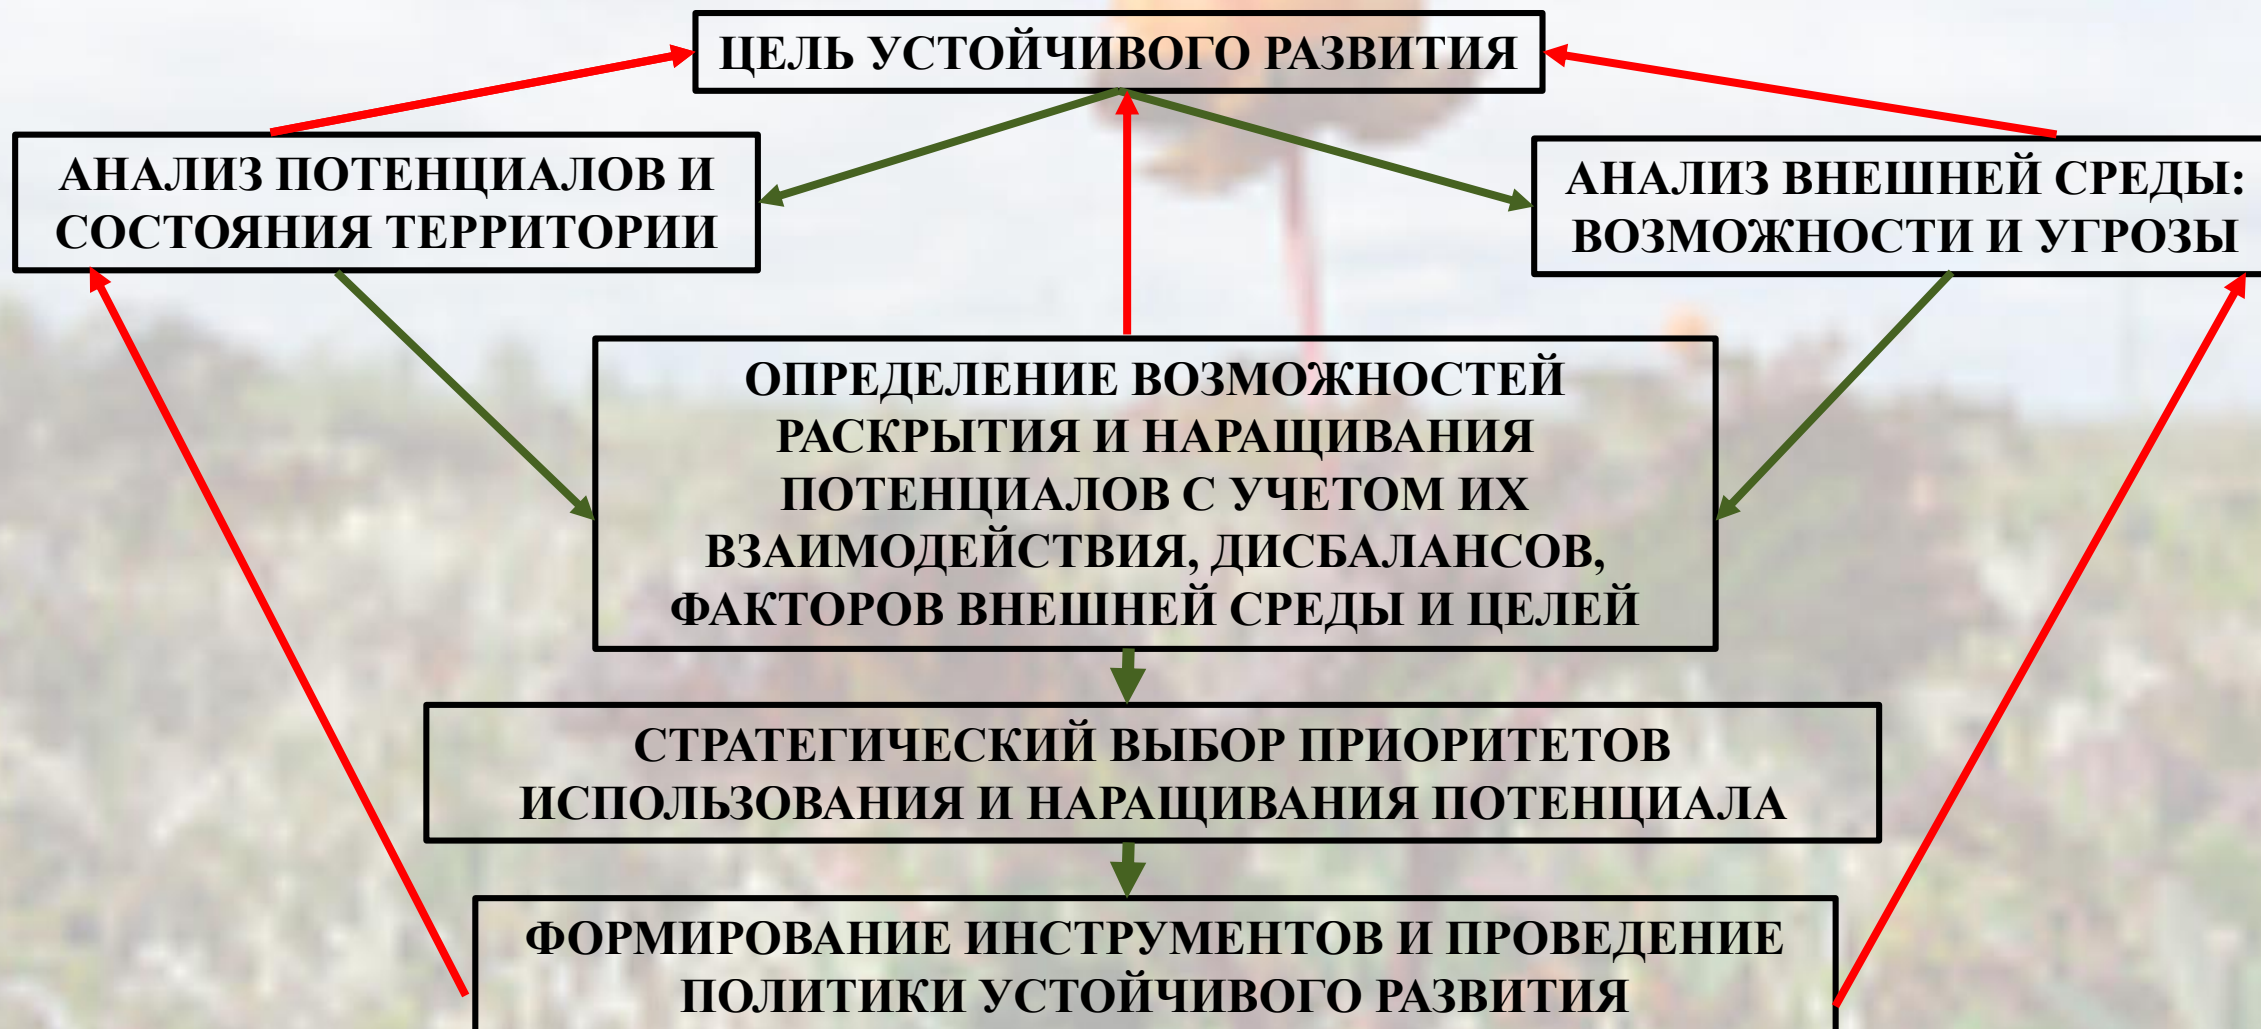 ЦЕЛЬ УСТОЙЧИВОГО РАЗВИТИЯ
АНАЛИЗ ПОТЕНЦИАЛОВ И
СОСТОЯНИЯ ТЕРРИТОРИИ
АНАЛИЗ ВНЕШНЕЙ СРЕДЫ:
ВОЗМОЖНОСТИ И УГРОЗЫ
ОПРЕДЕЛЕНИЕ ВОЗМОЖНОСТЕЙ
РАСКРЫТИЯ И НАРАЩИВАНИЯ
ПОТЕНЦИАЛОВ С УЧЕТОМ ИХ
ВЗАИМОДЕЙСТВИЯ, ДИСБАЛАНСОВ,
ФАКТОРОВ ВНЕШНЕЙ СРЕДЫ И ЦЕЛЕЙ
СТРАТЕГИЧЕСКИЙ ВЫБОР ПРИОРИТЕТОВ
ИСПОЛЬЗОВАНИЯ И НАРАЩИВАНИЯ ПОТЕНЦИАЛА
ФОРМИРОВАНИЕ ИНСТРУМЕНТОВ И ПРОВЕДЕНИЕ
ПОЛИТИКИ УСТОЙЧИВОГО РАЗВИТИЯ